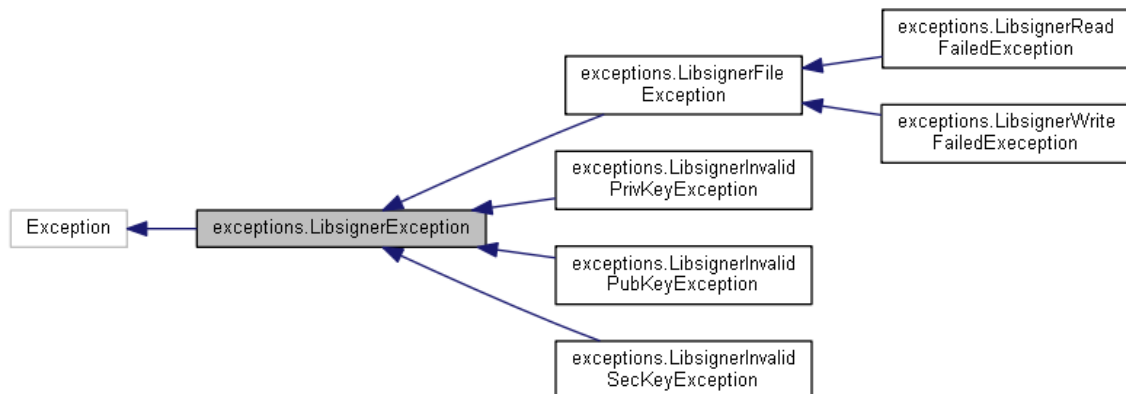 exceptions.LibsignerRead
FailedException
exceptions.LibsignerFile
Exception
exceptions.LibsignerWrite
FailedExeception
exceptions.LibsignerInvalid
PrivKeyException
Exception
exceptions.LibsignerException
exceptions.LibsignerInvalid
PubKeyException
exceptions.LibsignerInvalid
SecKeyException